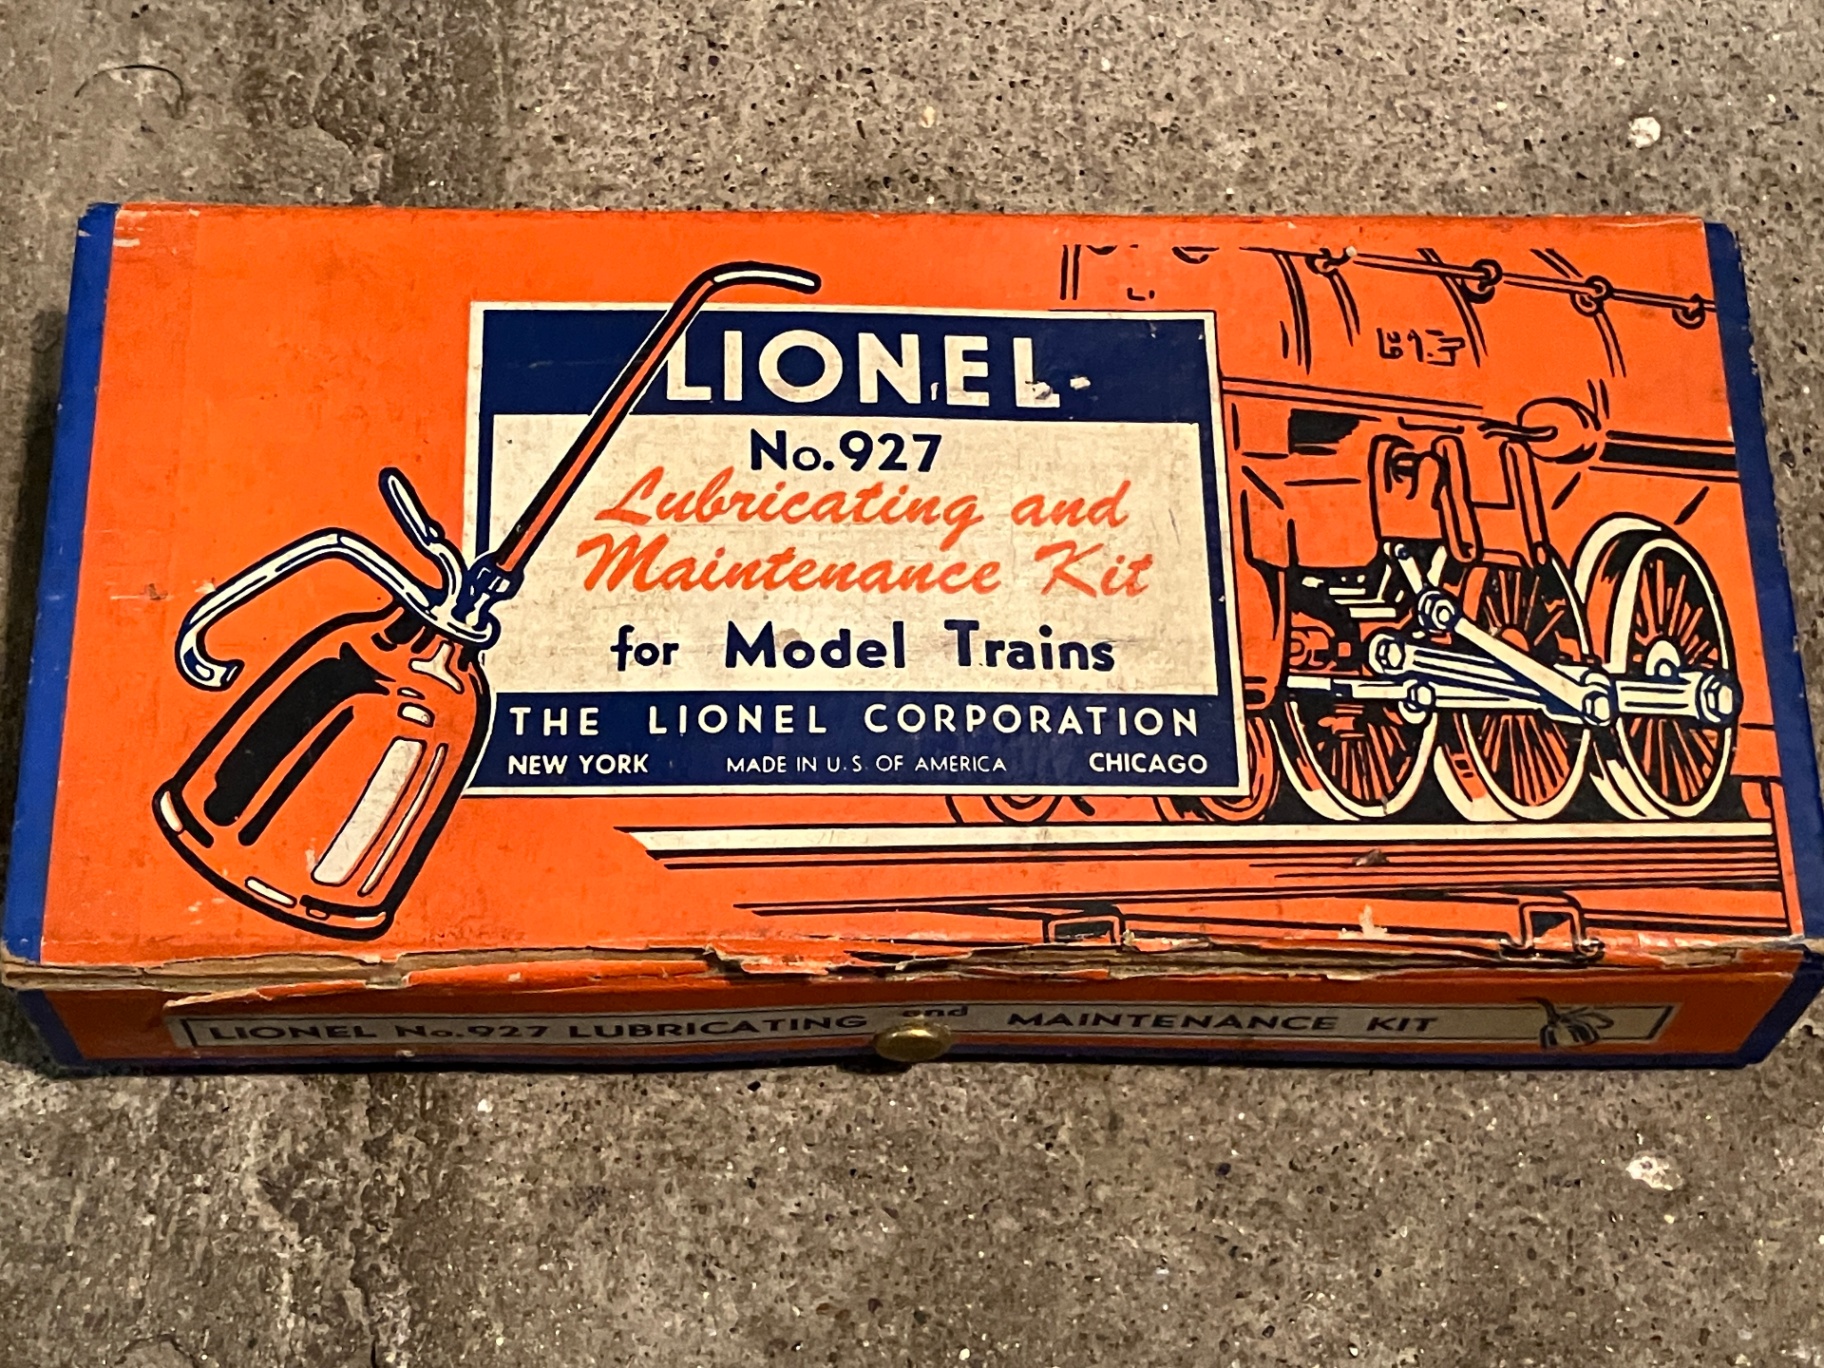 LIONEL
No. 927
Lubricating and
Maintenance Kit
for Model Trains
THE LIONEL CORPORATION
NEW YORK MADE IN U.S. OF AMERICA CHICAGO
LIONEL No. 927 LUBRICATING and MAINTENANCE KIT